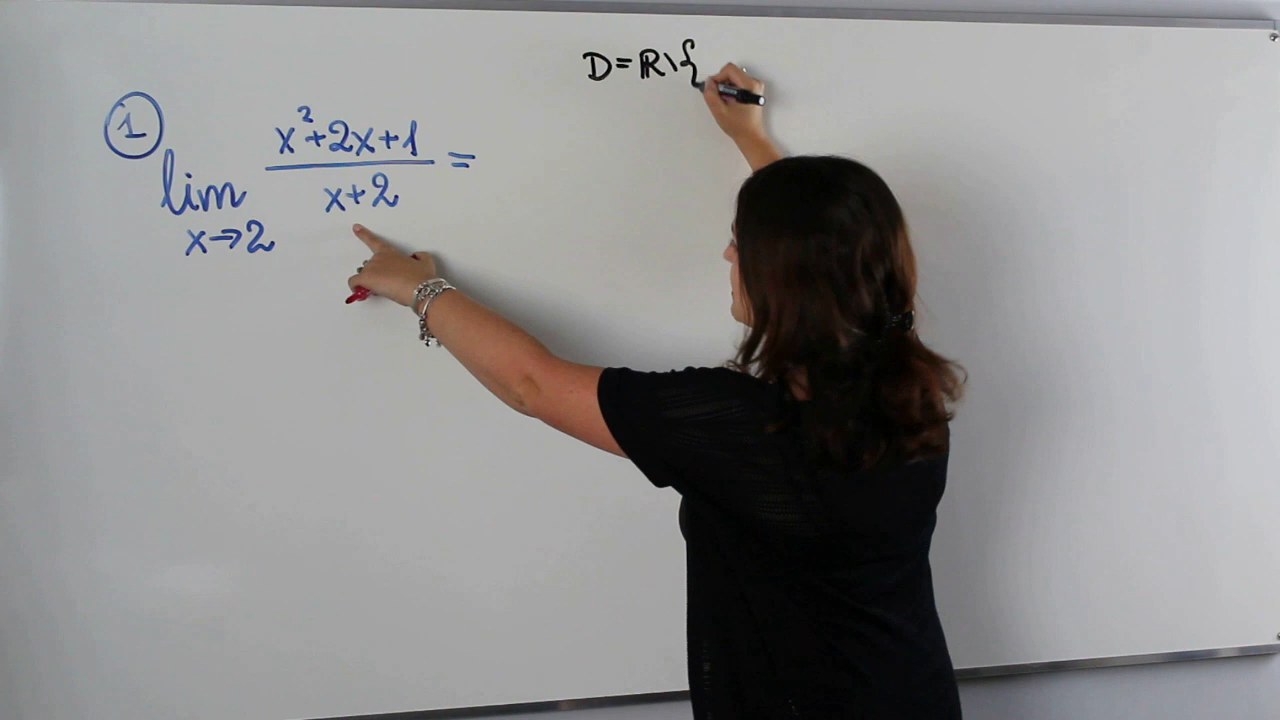 D=ℝ\{
①
lim x²+2x+1 =
x→2 x+2